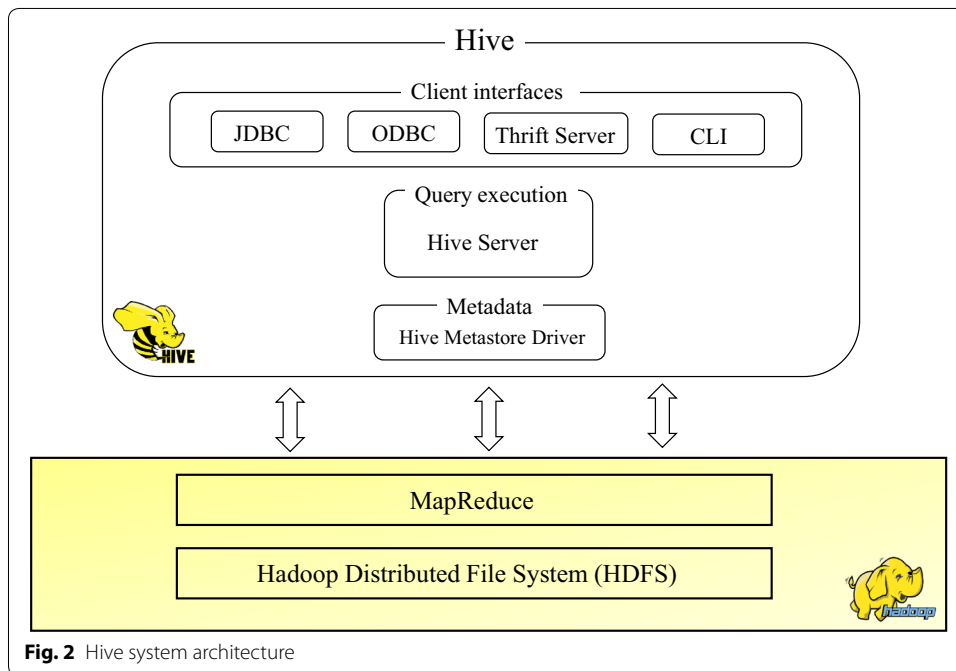 Hive
Client interfaces
JDBC ODBC Thrift Server CLI
Query execution
Hive Server
Metadata
Hive Metastore Driver
HIVE
MapReduce
Hadoop Distributed File System (HDFS)
hadoop
Fig. 2 Hive system architecture